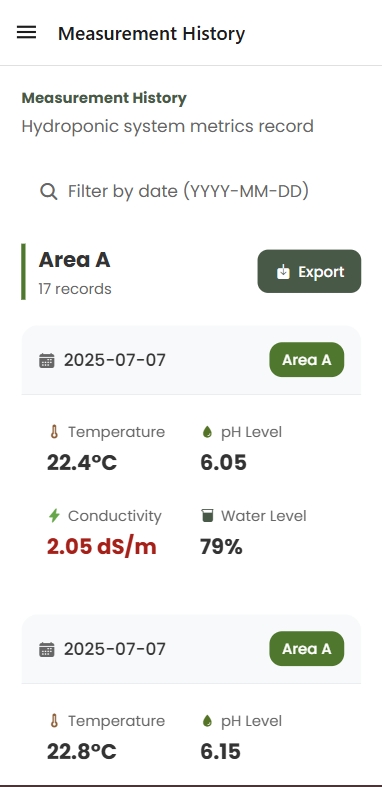 Measurement History
Measurement History
Hydroponic system metrics record
Filter by date (YYYY-MM-DD)
Area A
17 records
Export
2025-07-07
Area A
Temperature
pH Level
22.4°C
6.05
Conductivity
Water Level
2.05 dS/m
79%
2025-07-07
Area A
Temperature
pH Level
22.8°C
6.15